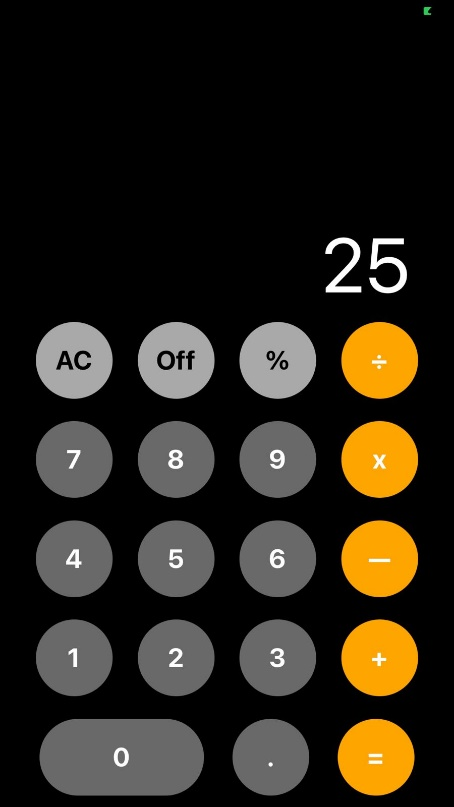 25
AC Off % ÷
7 8 9 x
4 5 6 —
1 2 3 +
0 . =